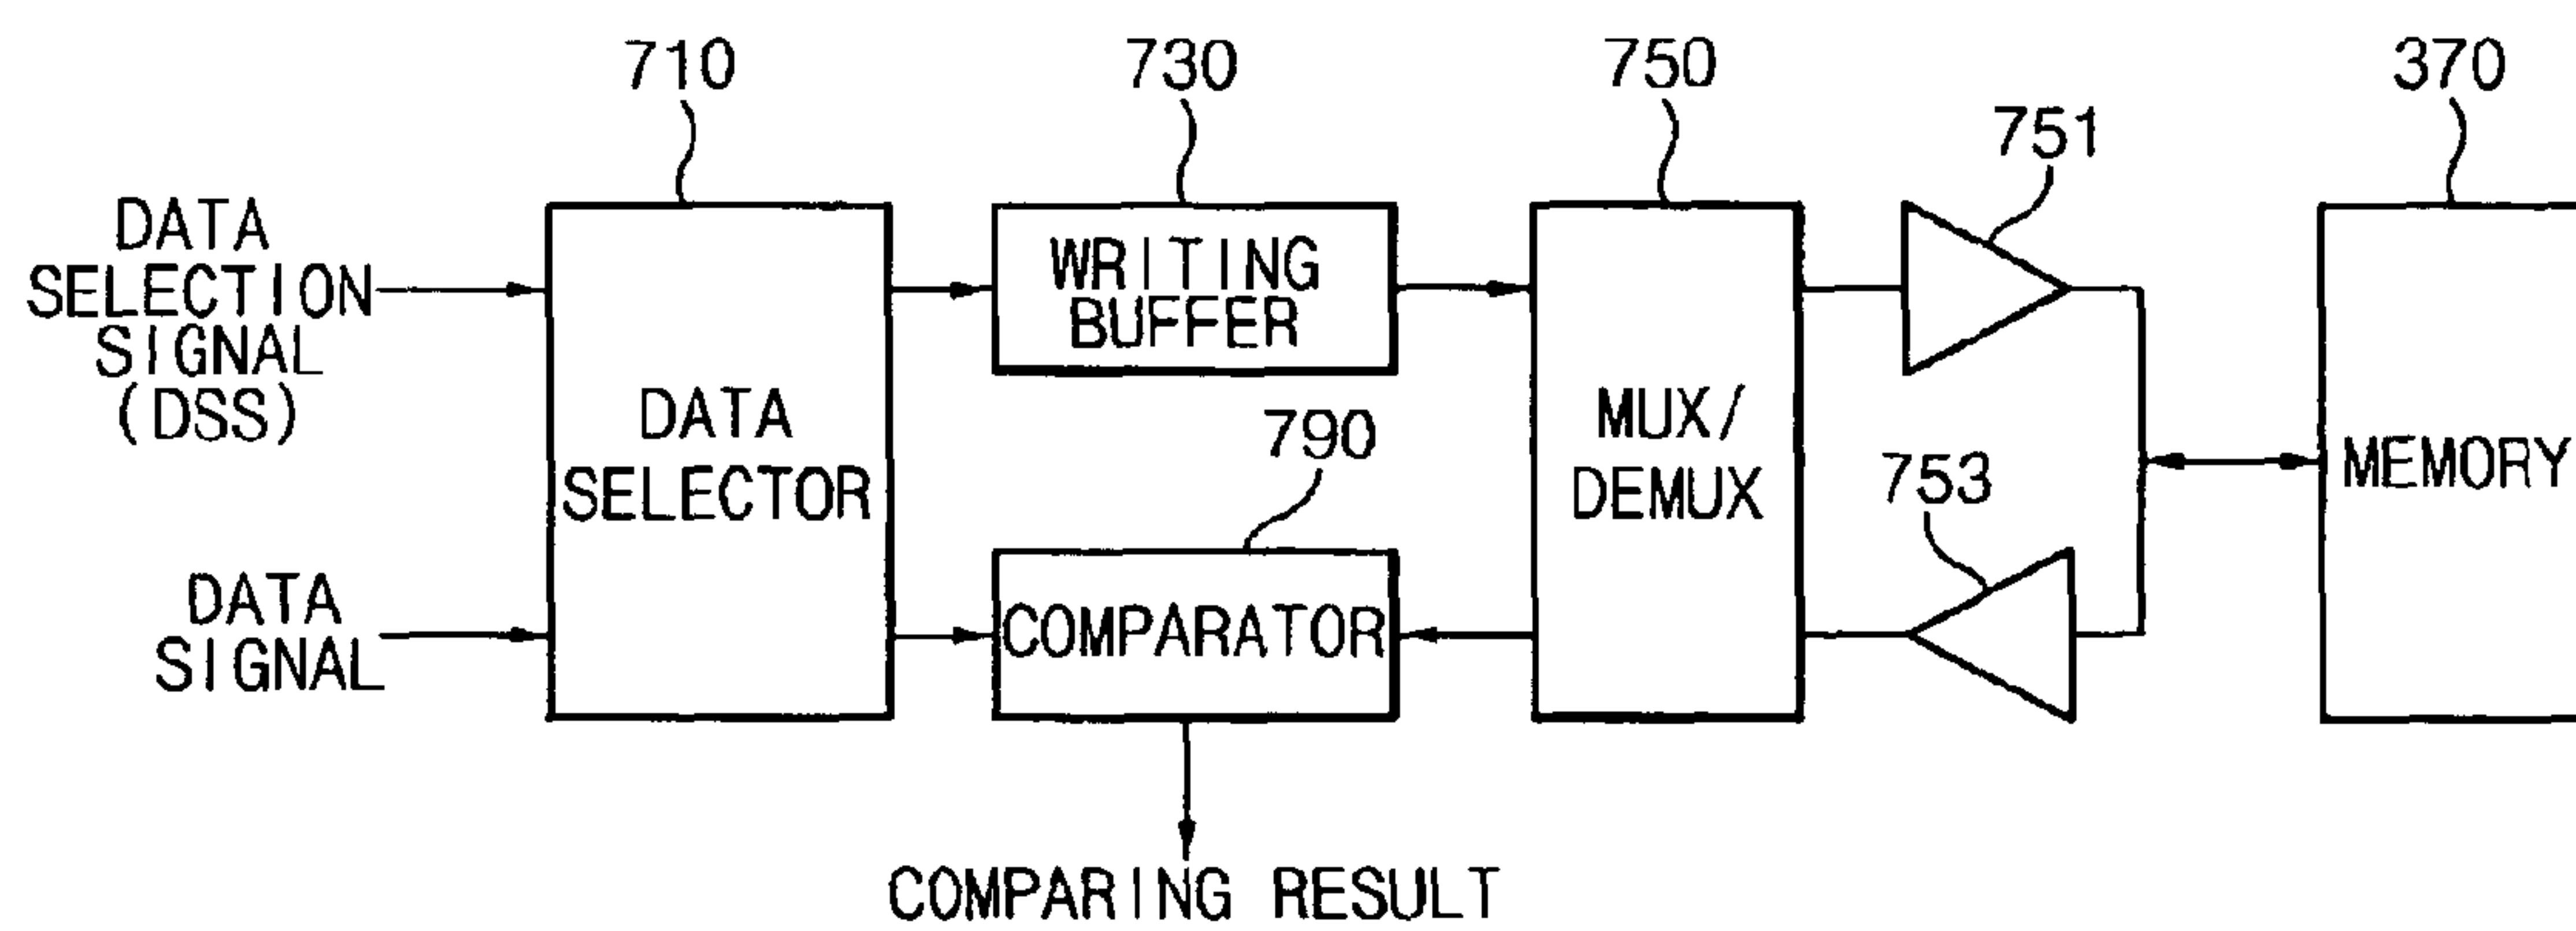 710
730
750
370
751
DATA
SELECTION
SIGNAL
(DSS)
WRITING
BUFFER
DATA
SELECTOR
790
MUX/
DEMUX
753
MEMORY
DATA
SIGNAL
COMPARATOR
COMPARING RESULT